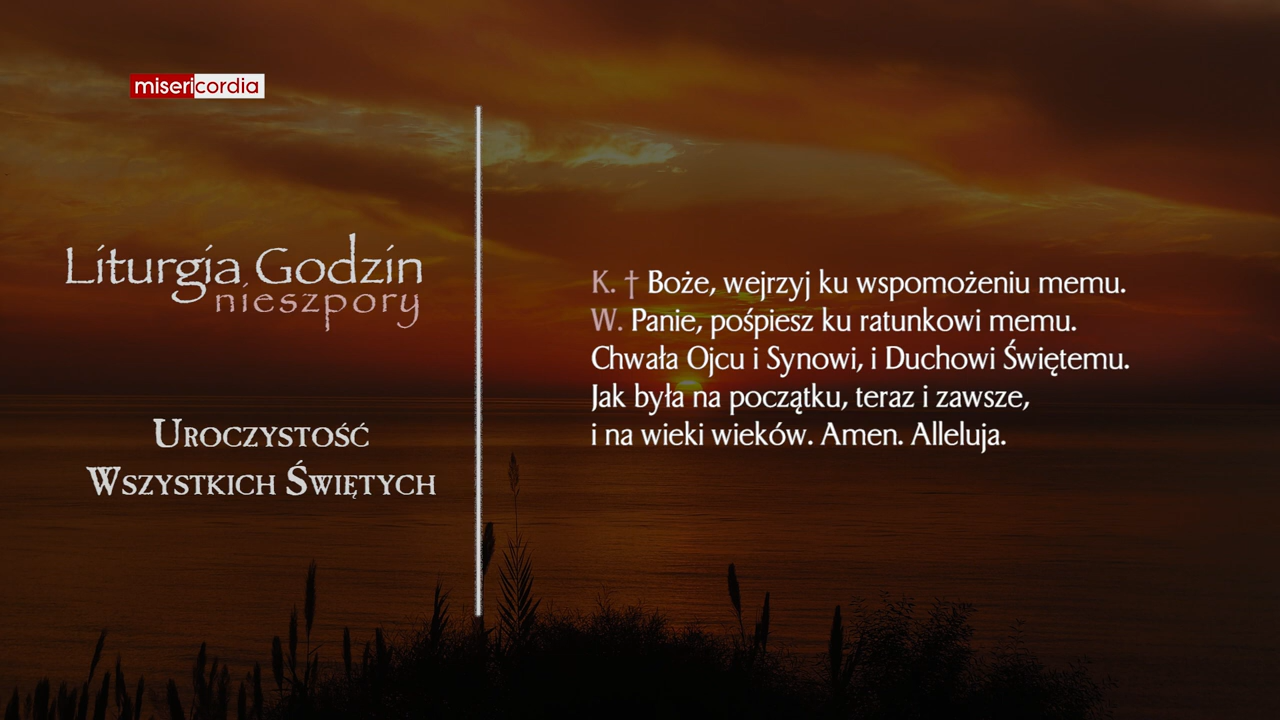 misericordia
Liturgia Godzin
nieszpory
Uroczystość
Wszystkich Świętych
K. † Boże, wejrzyj ku wspomożeniu memu.
W. Panie, pośpiesz ku ratunkowi memu.
Chwała Ojcu i Synowi, i Duchowi Świętemu.
Jak była na początku, teraz i zawsze,
i na wieki wieków. Amen. Alleluja.